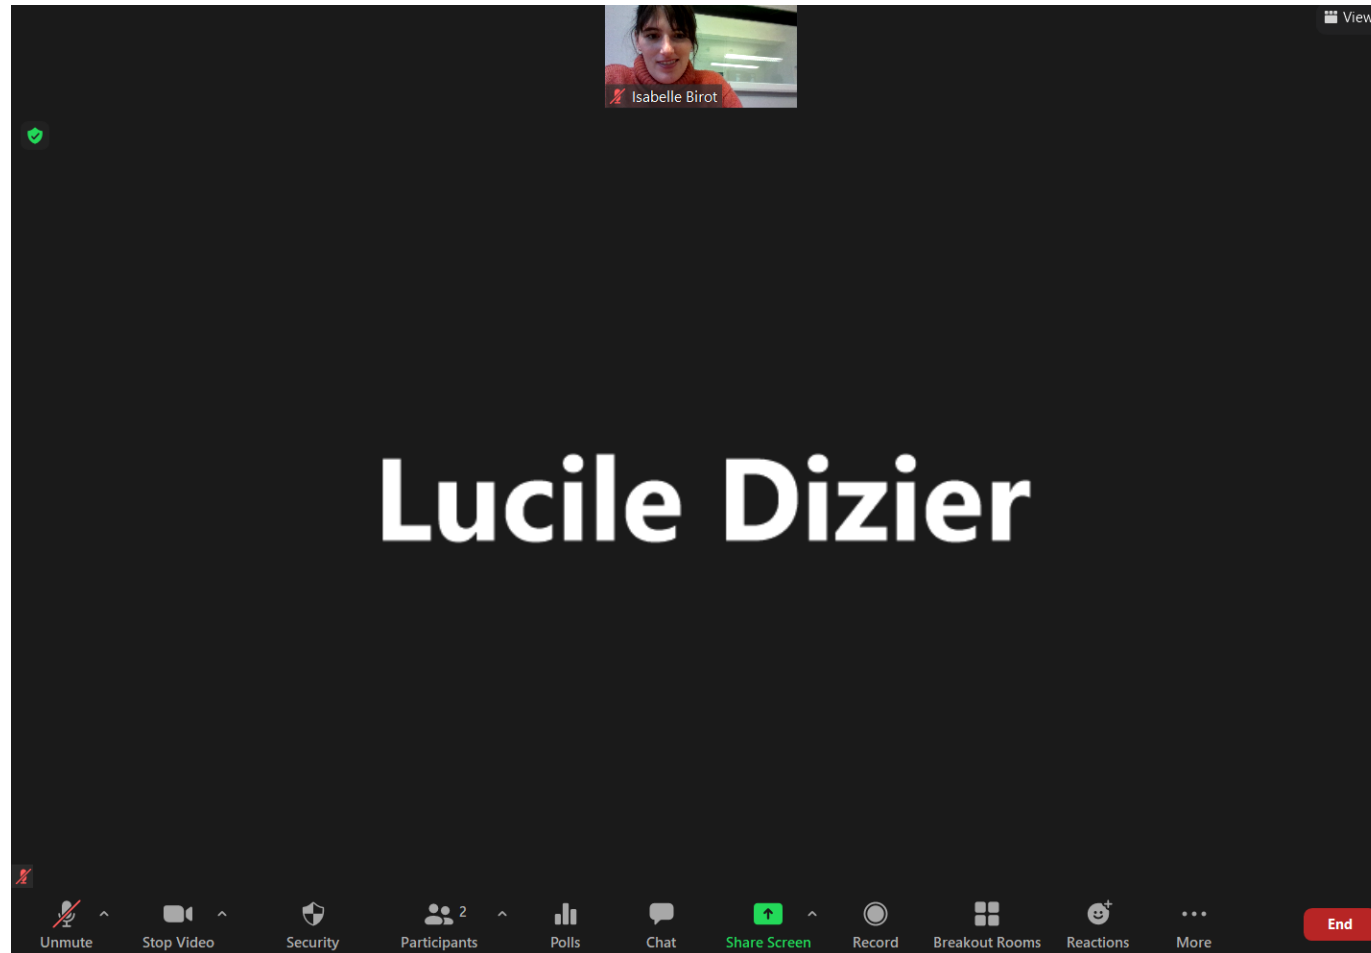 View
Isabelle Birot
Lucile Dizier
2
Unmute
Stop Video
Security
Participants
Polls
Chat
Share Screen
Record
Breakout Rooms
Reactions
More
End